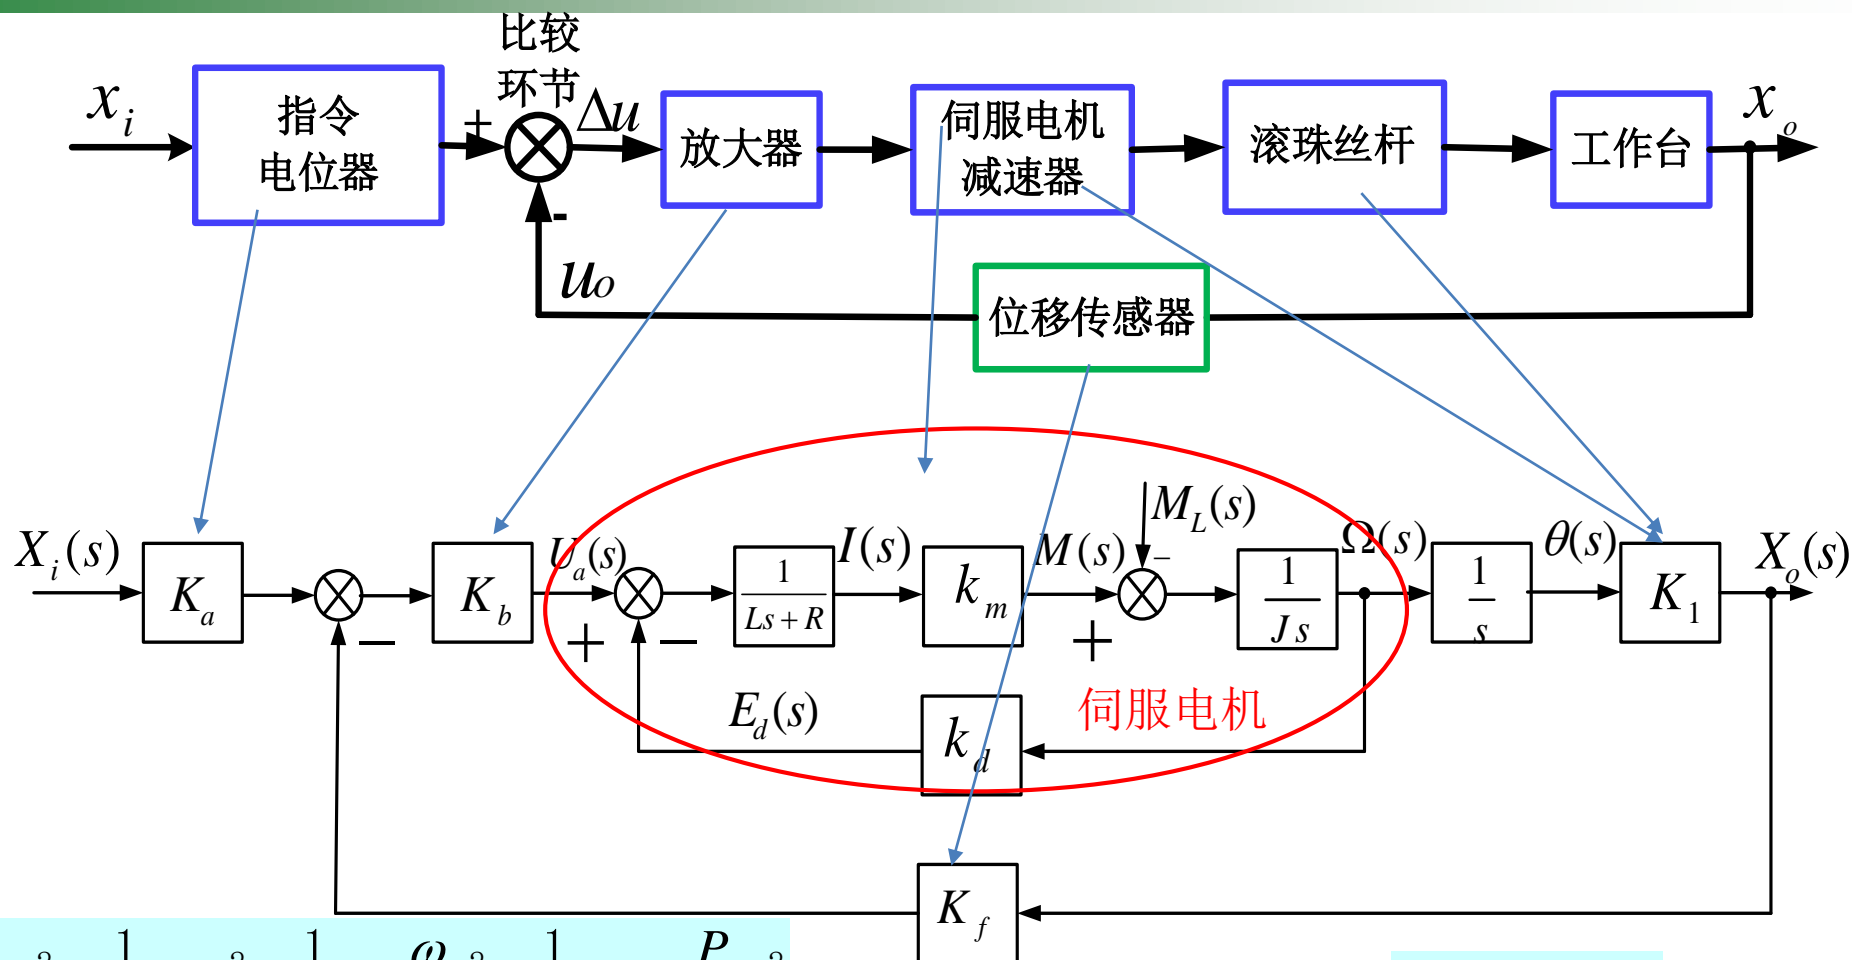 比较
环节
x_i
指令
电位器
+
Δu
放大器
伺服电机
减速器
滚珠丝杆
工作台
x_o
-
u_o
位移传感器
X_i(s)
K_a
K_b
U_a(s)
1/(Ls+R)
I(s)
k_m
M(s)
M_L(s)
−
1/(Js)
Ω(s)
1/s
θ(s)
K_1
X_o(s)
−
+
−
+
E_d(s)
k_d
伺服电机
K_f